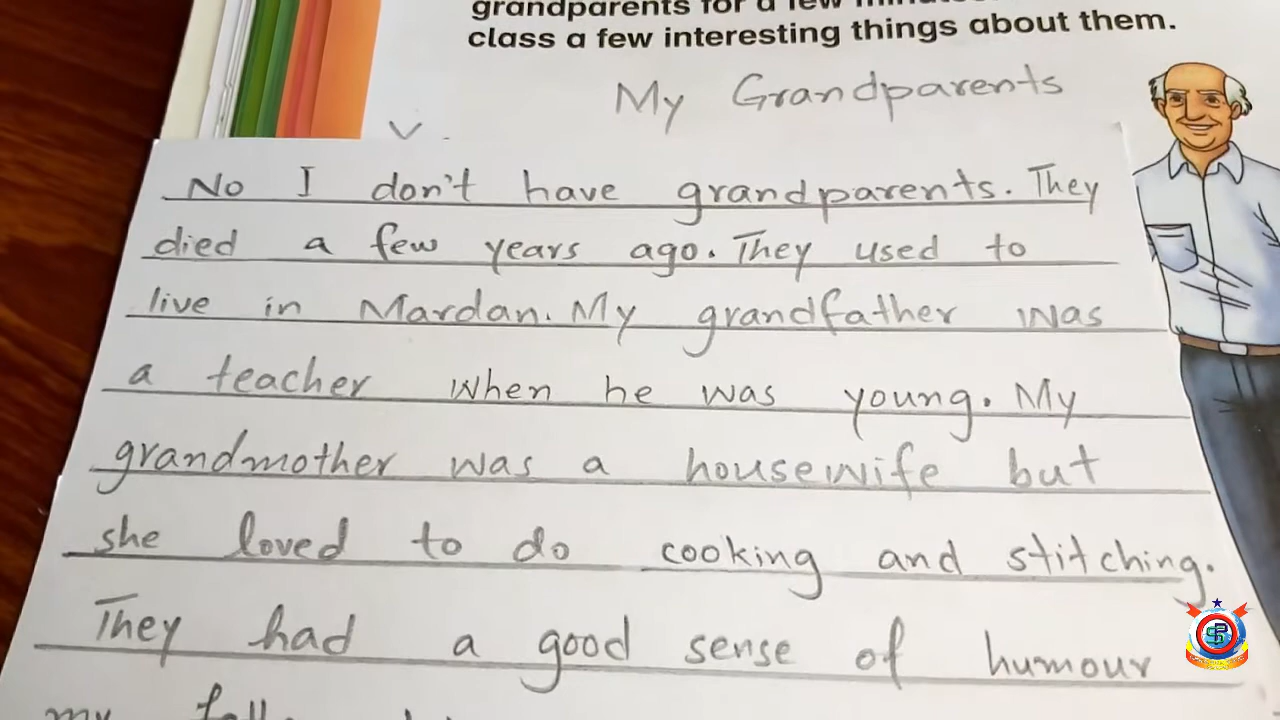 grandparents for a few
class a few interesting things about them.
My Grandparents
No I don't have grandparents. They
died a few years ago. They used to
live in Mardan. My grandfather was
a teacher when he was young. My
grandmother was a housewife but
she loved to do cooking and stitching.
They had a good sense of humour
my